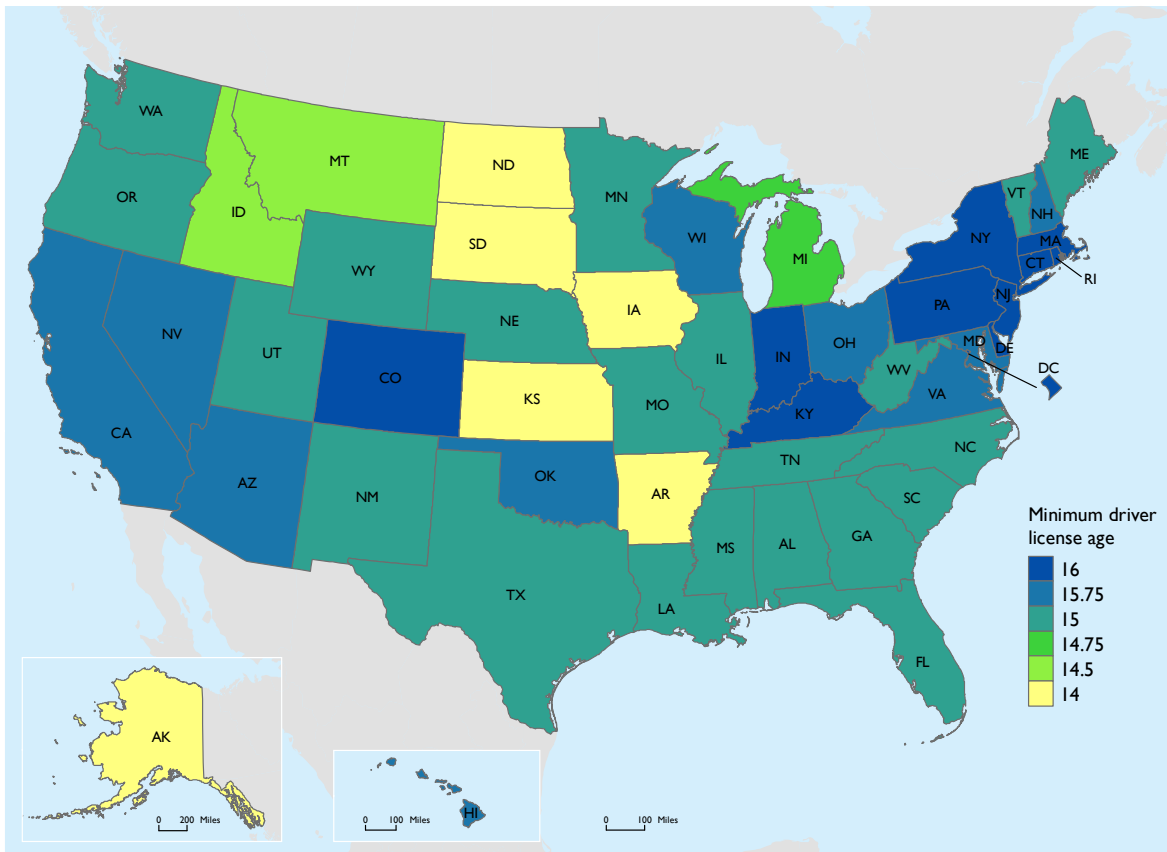 WA
MT
ND
MN
ME
VT
NH
OR
ID
SD
WI
NY
MA
CT
RI
WY
MI
IA
PA
NJ
NV
NE
IL
IN
OH
MD
DE
DC
UT
CO
WV
VA
KS
MO
KY
CA
AZ
NM
OK
AR
TN
NC
SC
MS
AL
GA
TX
LA
FL
Minimum driver
license age
16
15.75
15
14.75
14.5
14
AK
0 200 Miles
HI
0 100 Miles
0 100 Miles